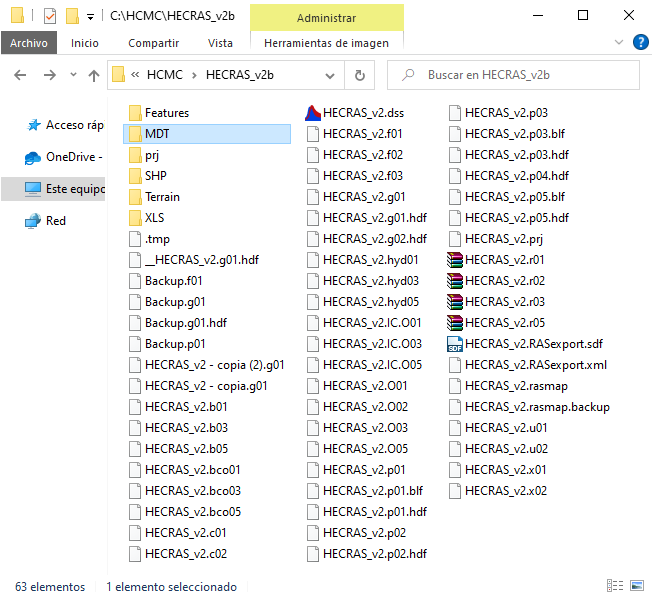 C:\HCMC\HECRAS_v2b
Administrar
Archivo
Inicio
Compartir
Vista
Herramientas de imagen
« HCMC › HECRAS_v2b
Buscar en HECRAS_v2b
Acceso ráp
OneDrive -
Este equipo
Red
Features
MDT
prj
SHP
Terrain
XLS
.tmp
__HECRAS_v2.g01.hdf
Backup.f01
Backup.g01
Backup.g01.hdf
Backup.p01
HECRAS_v2 - copia (2).g01
HECRAS_v2 - copia.g01
HECRAS_v2.b01
HECRAS_v2.b03
HECRAS_v2.b05
HECRAS_v2.bco01
HECRAS_v2.bco03
HECRAS_v2.bco05
HECRAS_v2.c01
HECRAS_v2.c02
HECRAS_v2.dss
HECRAS_v2.f01
HECRAS_v2.f02
HECRAS_v2.f03
HECRAS_v2.g01
HECRAS_v2.g01.hdf
HECRAS_v2.g02.hdf
HECRAS_v2.hyd01
HECRAS_v2.hyd03
HECRAS_v2.hyd05
HECRAS_v2.IC.O01
HECRAS_v2.IC.O03
HECRAS_v2.IC.O05
HECRAS_v2.O01
HECRAS_v2.O02
HECRAS_v2.O03
HECRAS_v2.O05
HECRAS_v2.p01
HECRAS_v2.p01.blf
HECRAS_v2.p01.hdf
HECRAS_v2.p02
HECRAS_v2.p02.hdf
HECRAS_v2.p03
HECRAS_v2.p03.blf
HECRAS_v2.p03.hdf
HECRAS_v2.p04.hdf
HECRAS_v2.p05.blf
HECRAS_v2.p05.hdf
HECRAS_v2.prj
HECRAS_v2.r01
HECRAS_v2.r02
HECRAS_v2.r03
HECRAS_v2.r05
HECRAS_v2.RASexport.sdf
HECRAS_v2.RASexport.xml
HECRAS_v2.rasmap
HECRAS_v2.rasmap.backup
HECRAS_v2.u01
HECRAS_v2.u02
HECRAS_v2.x01
HECRAS_v2.x02
63 elementos
1 elemento seleccionado